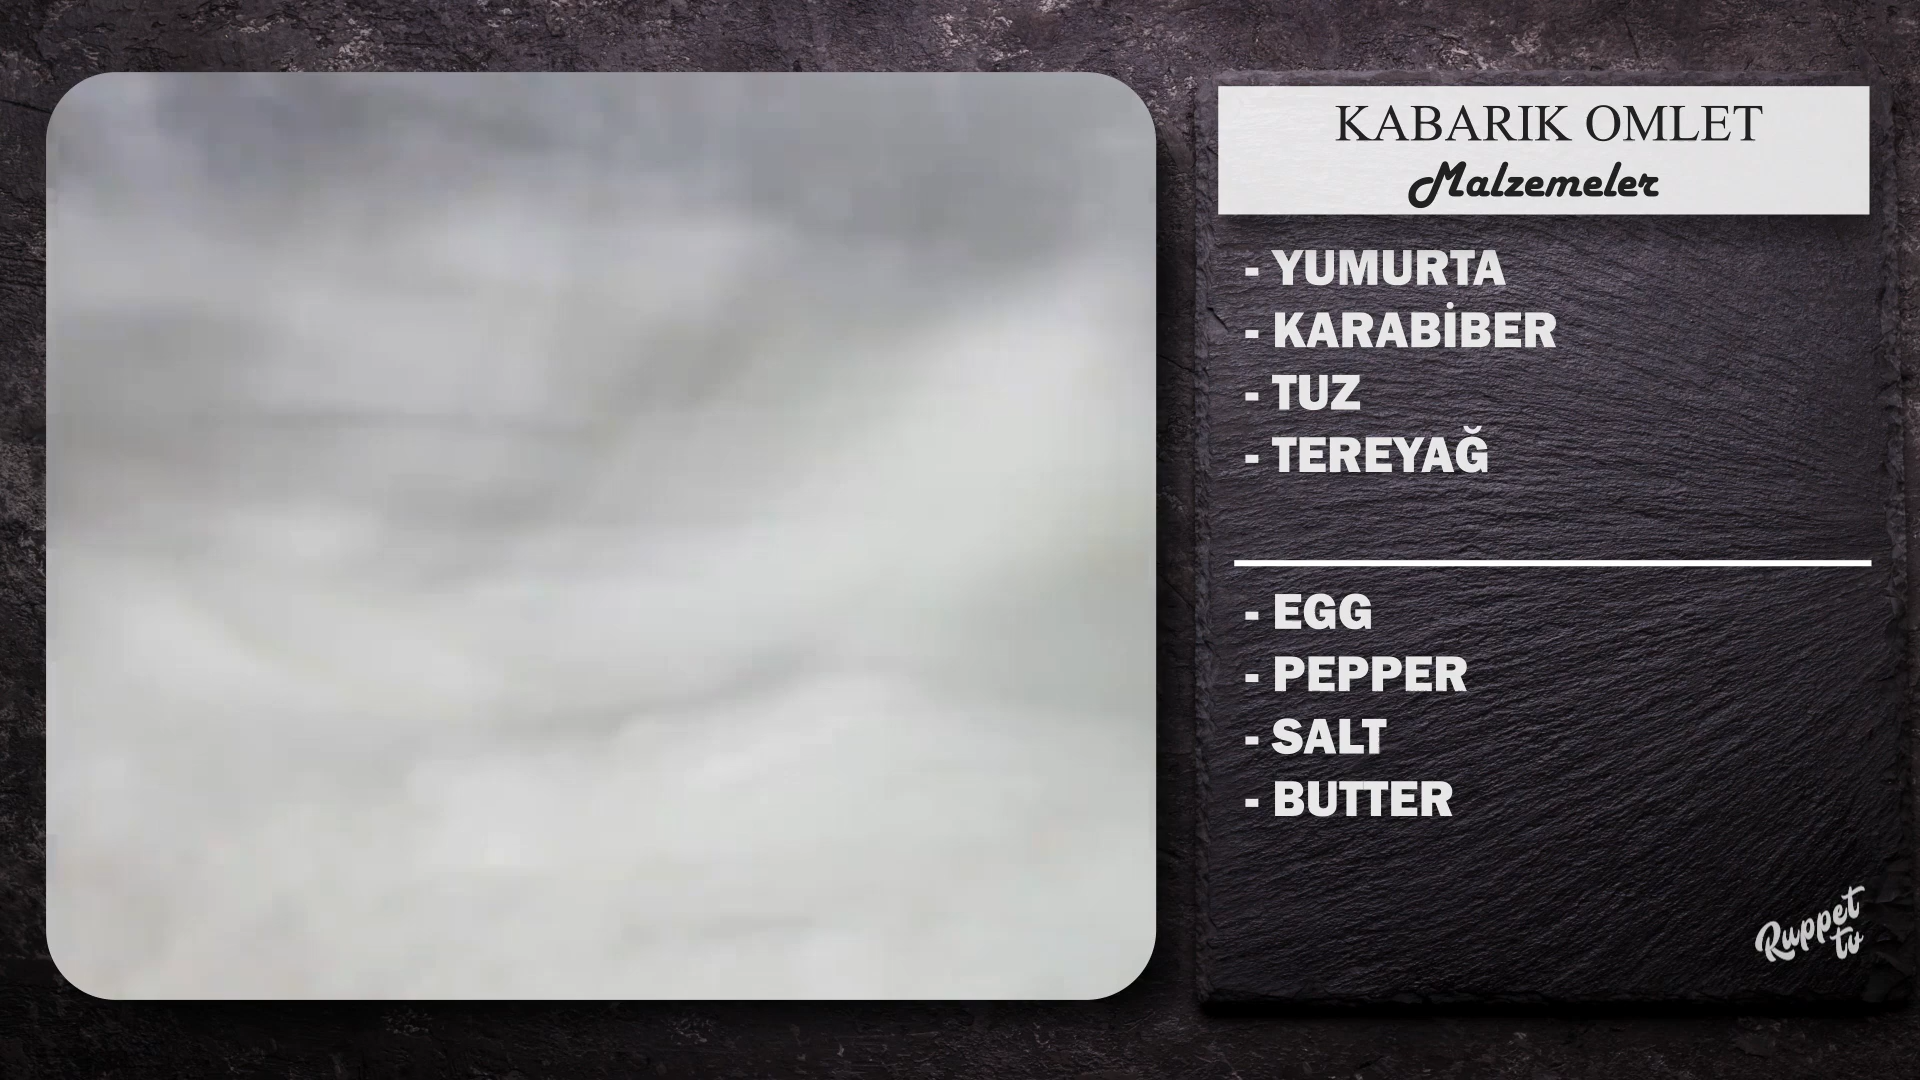 KABARIK OMLET
Malzemeler
- YUMURTA
- KARABİBER
- TUZ
- TEREYAĞ
- EGG
- PEPPER
- SALT
- BUTTER
Ruppet
tv